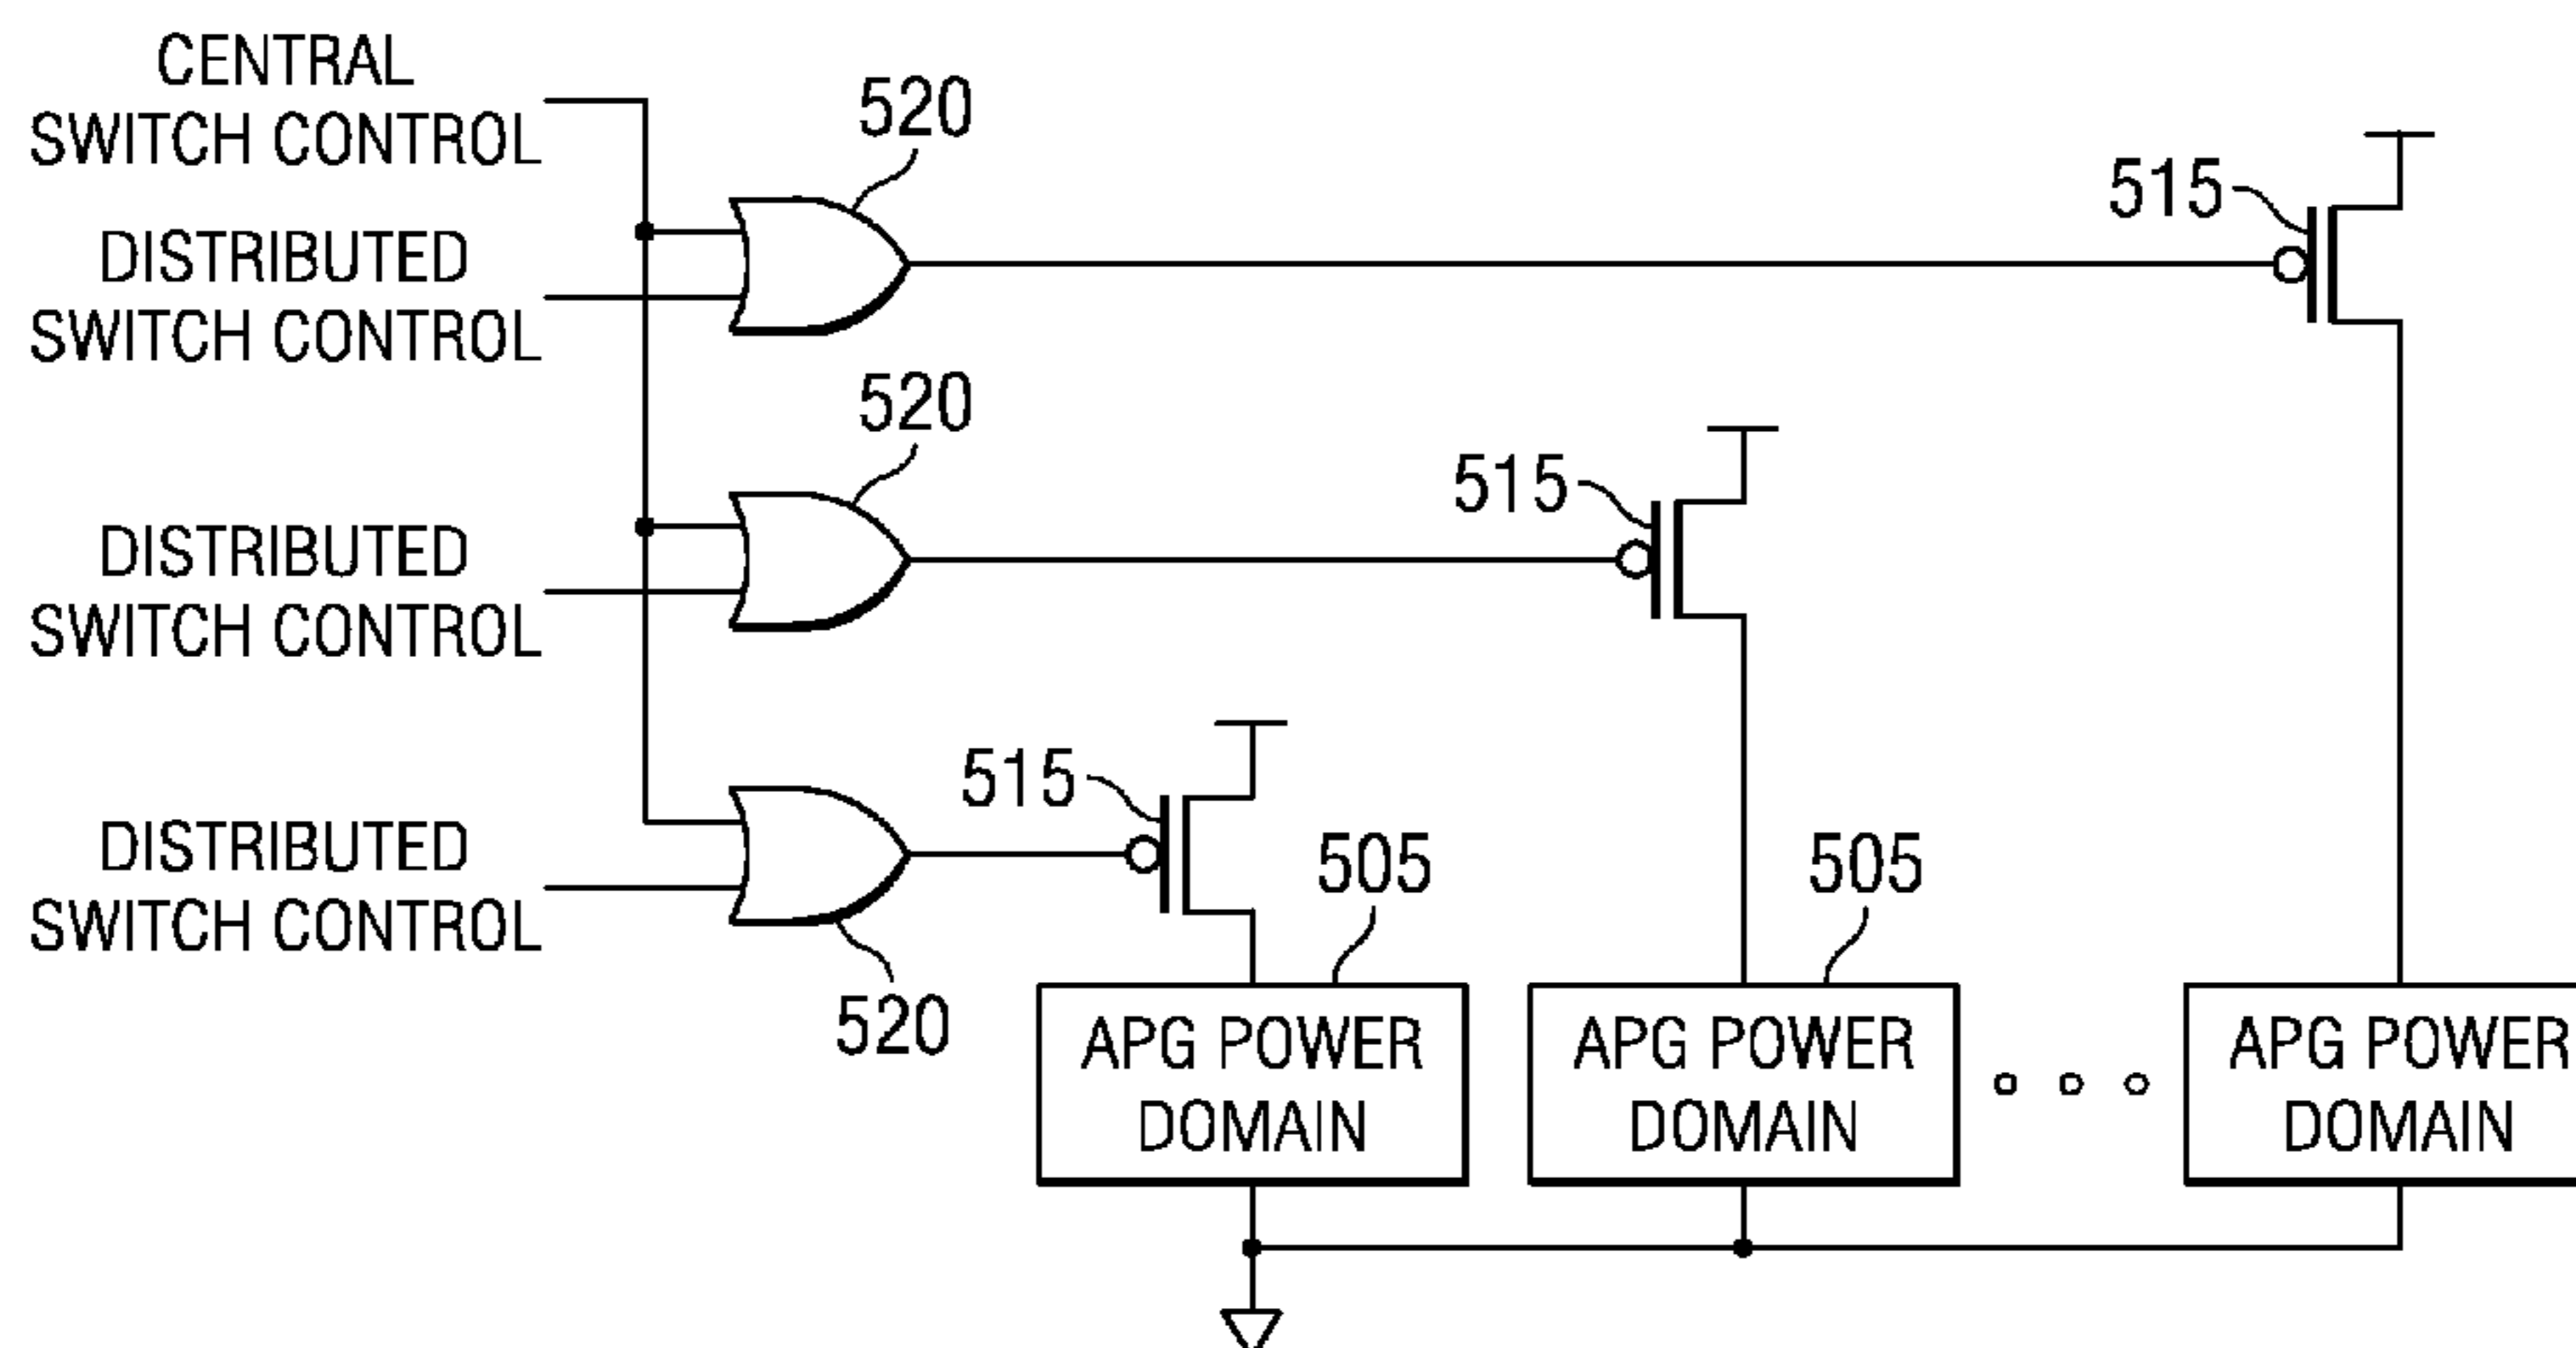 CENTRAL
SWITCH CONTROL
520
515
DISTRIBUTED
SWITCH CONTROL
520
515
DISTRIBUTED
SWITCH CONTROL
515
505
505
DISTRIBUTED
SWITCH CONTROL
520
APG POWER
DOMAIN
APG POWER
DOMAIN
APG POWER
DOMAIN